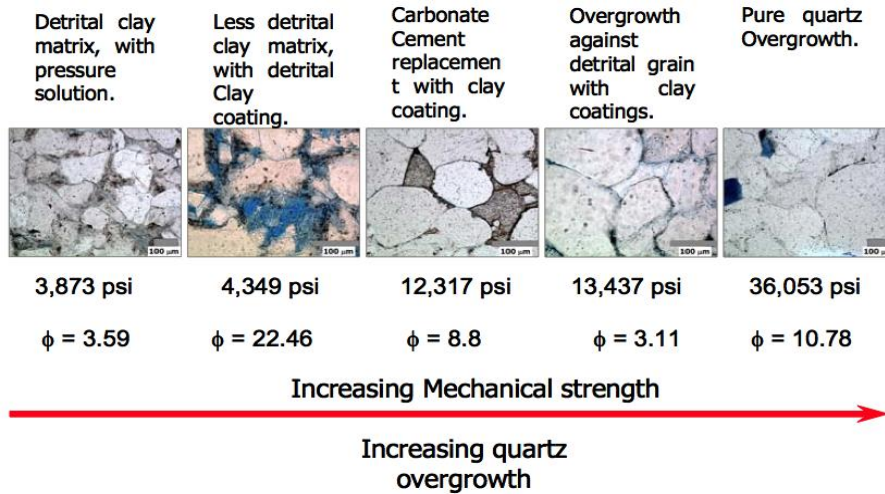 Detrital clay
matrix, with
pressure
solution.
Less detrital
clay matrix,
with detrital
Clay
coating.
Carbonate
Cement
replacemen
t with clay
coating.
Overgrowth
against
detrital grain
with clay
coatings.
Pure quartz
Overgrowth.
100 µm
100 µm
100 µm
100 µm
100 µm
3,873 psi
4,349 psi
12,317 psi
13,437 psi
36,053 psi
ϕ = 3.59
ϕ = 22.46
ϕ = 8.8
ϕ = 3.11
ϕ = 10.78
Increasing Mechanical strength
Increasing quartz
overgrowth